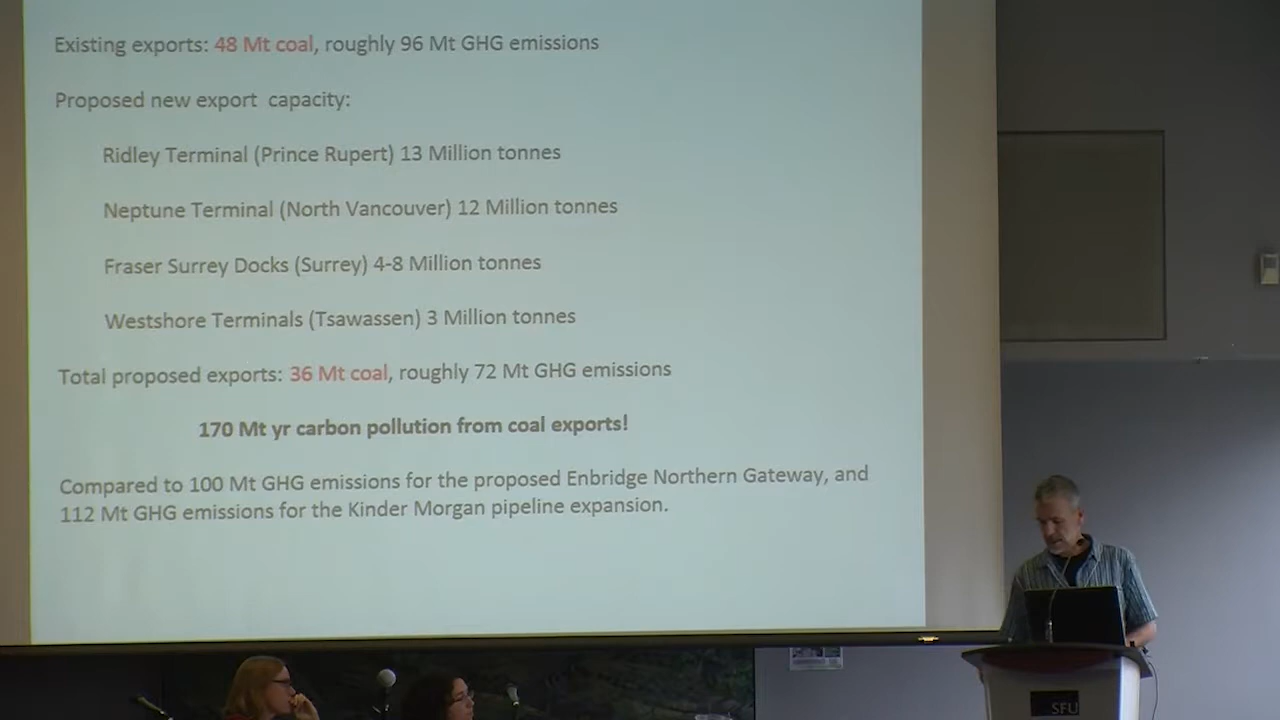 Existing exports: 48 Mt coal, roughly 96 Mt GHG emissions
Proposed new export capacity:
Ridley Terminal (Prince Rupert) 13 Million tonnes
Neptune Terminal (North Vancouver) 12 Million tonnes
Fraser Surrey Docks (Surrey) 4-8 Million tonnes
Westshore Terminals (Tsawassen) 3 Million tonnes
Total proposed exports: 36 Mt coal, roughly 72 Mt GHG emissions
170 Mt yr carbon pollution from coal exports!
Compared to 100 Mt GHG emissions for the proposed Enbridge Northern Gateway, and
112 Mt GHG emissions for the Kinder Morgan pipeline expansion.
SFU